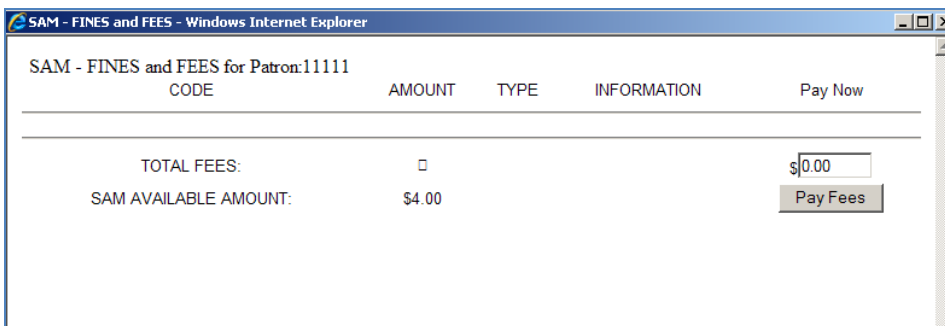 SAM - FINES and FEES - Windows Internet Explorer
SAM - FINES and FEES for Patron:11111
CODE AMOUNT TYPE INFORMATION Pay Now
TOTAL FEES: □ $0.00
SAM AVAILABLE AMOUNT: $4.00 Pay Fees